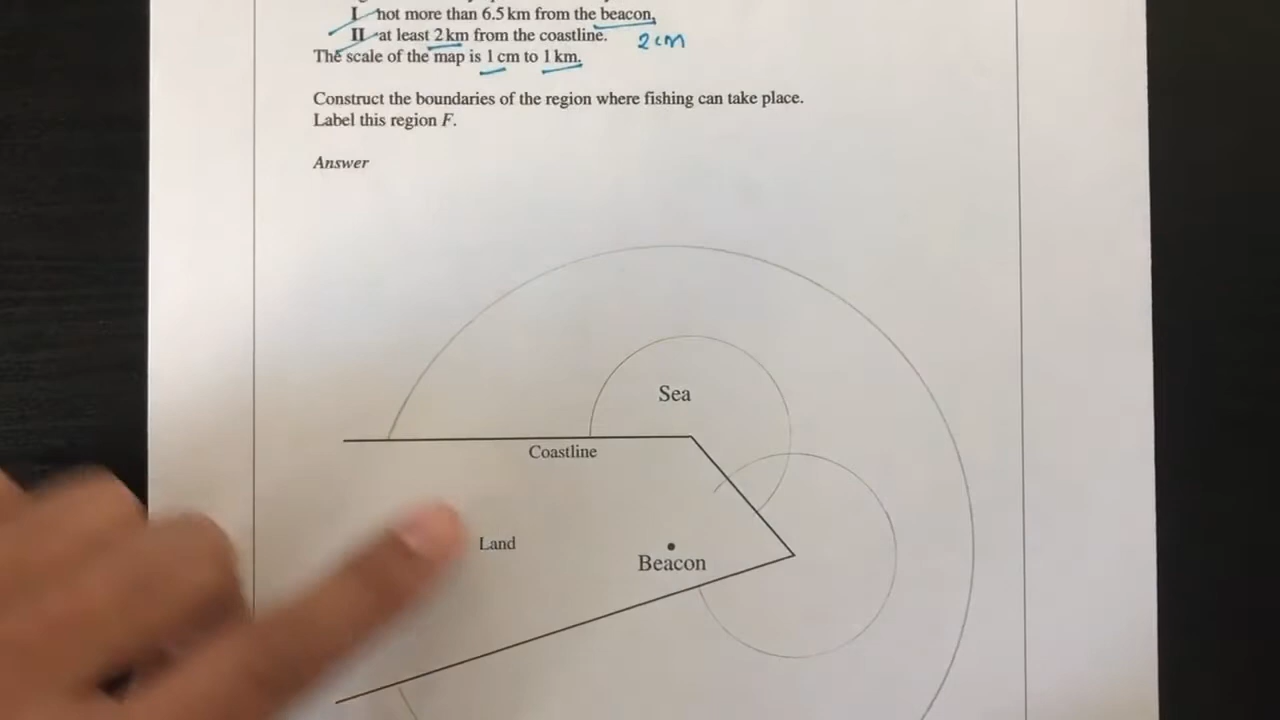 I not more than 6.5 km from the beacon,
II at least 2 km from the coastline.
2 cm
The scale of the map is 1 cm to 1 km.
Construct the boundaries of the region where fishing can take place.
Label this region F.
Answer
Sea
Coastline
Land
Beacon